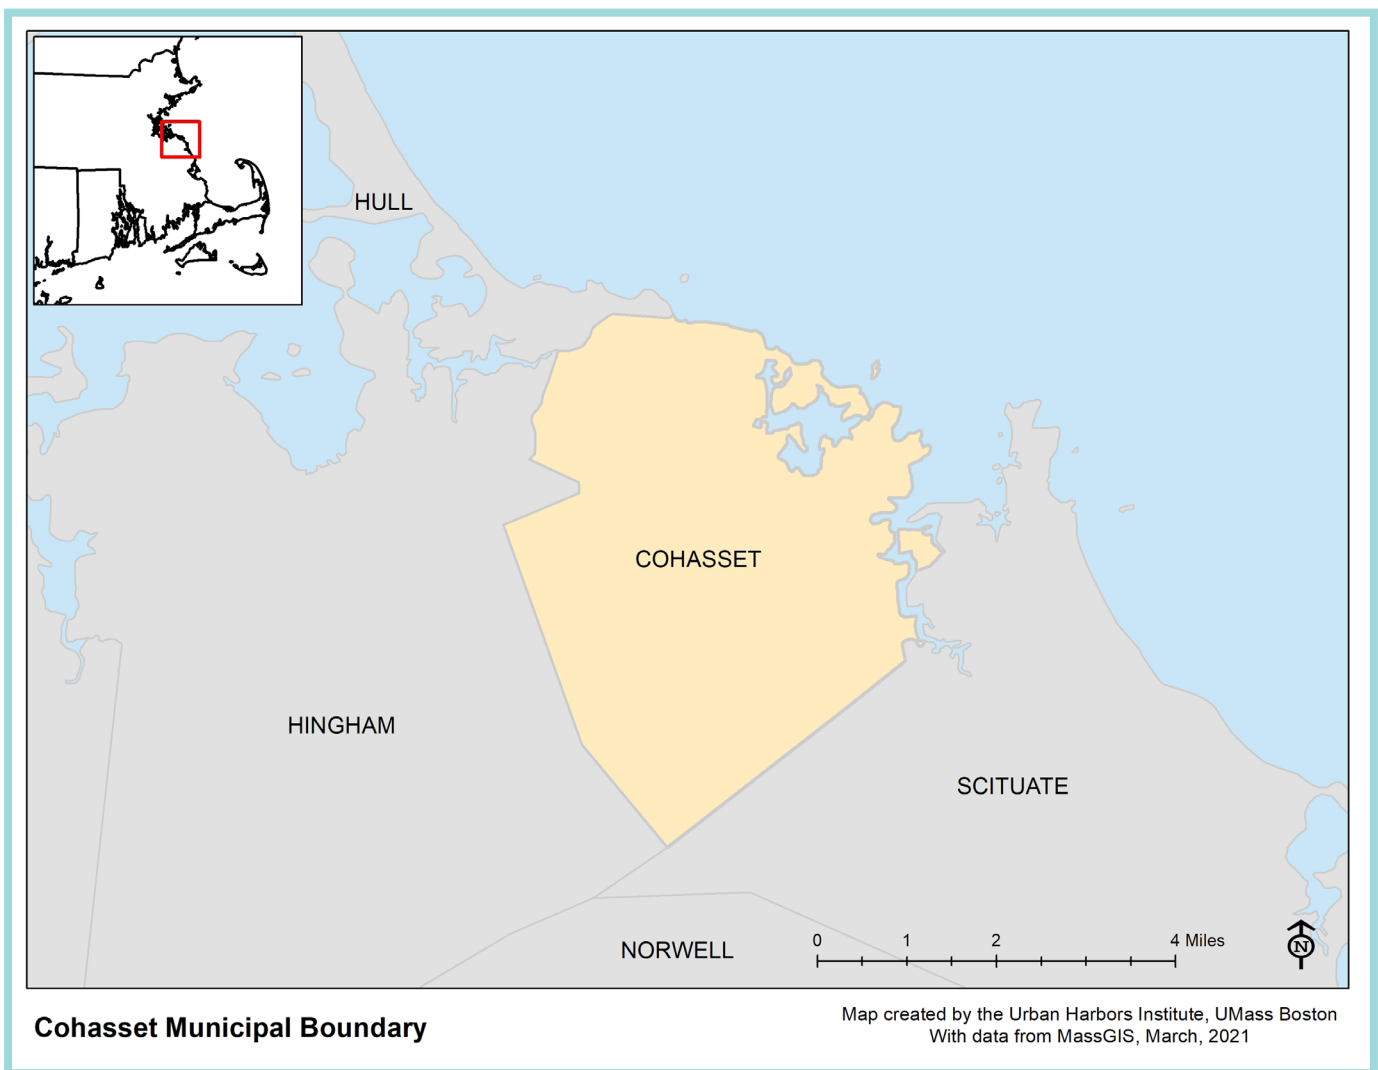 HULL
COHASSET
HINGHAM
SCITUATE
NORWELL
0 1 2 4 Miles
N
Cohasset Municipal Boundary
Map created by the Urban Harbors Institute, UMass Boston
With data from MassGIS, March, 2021